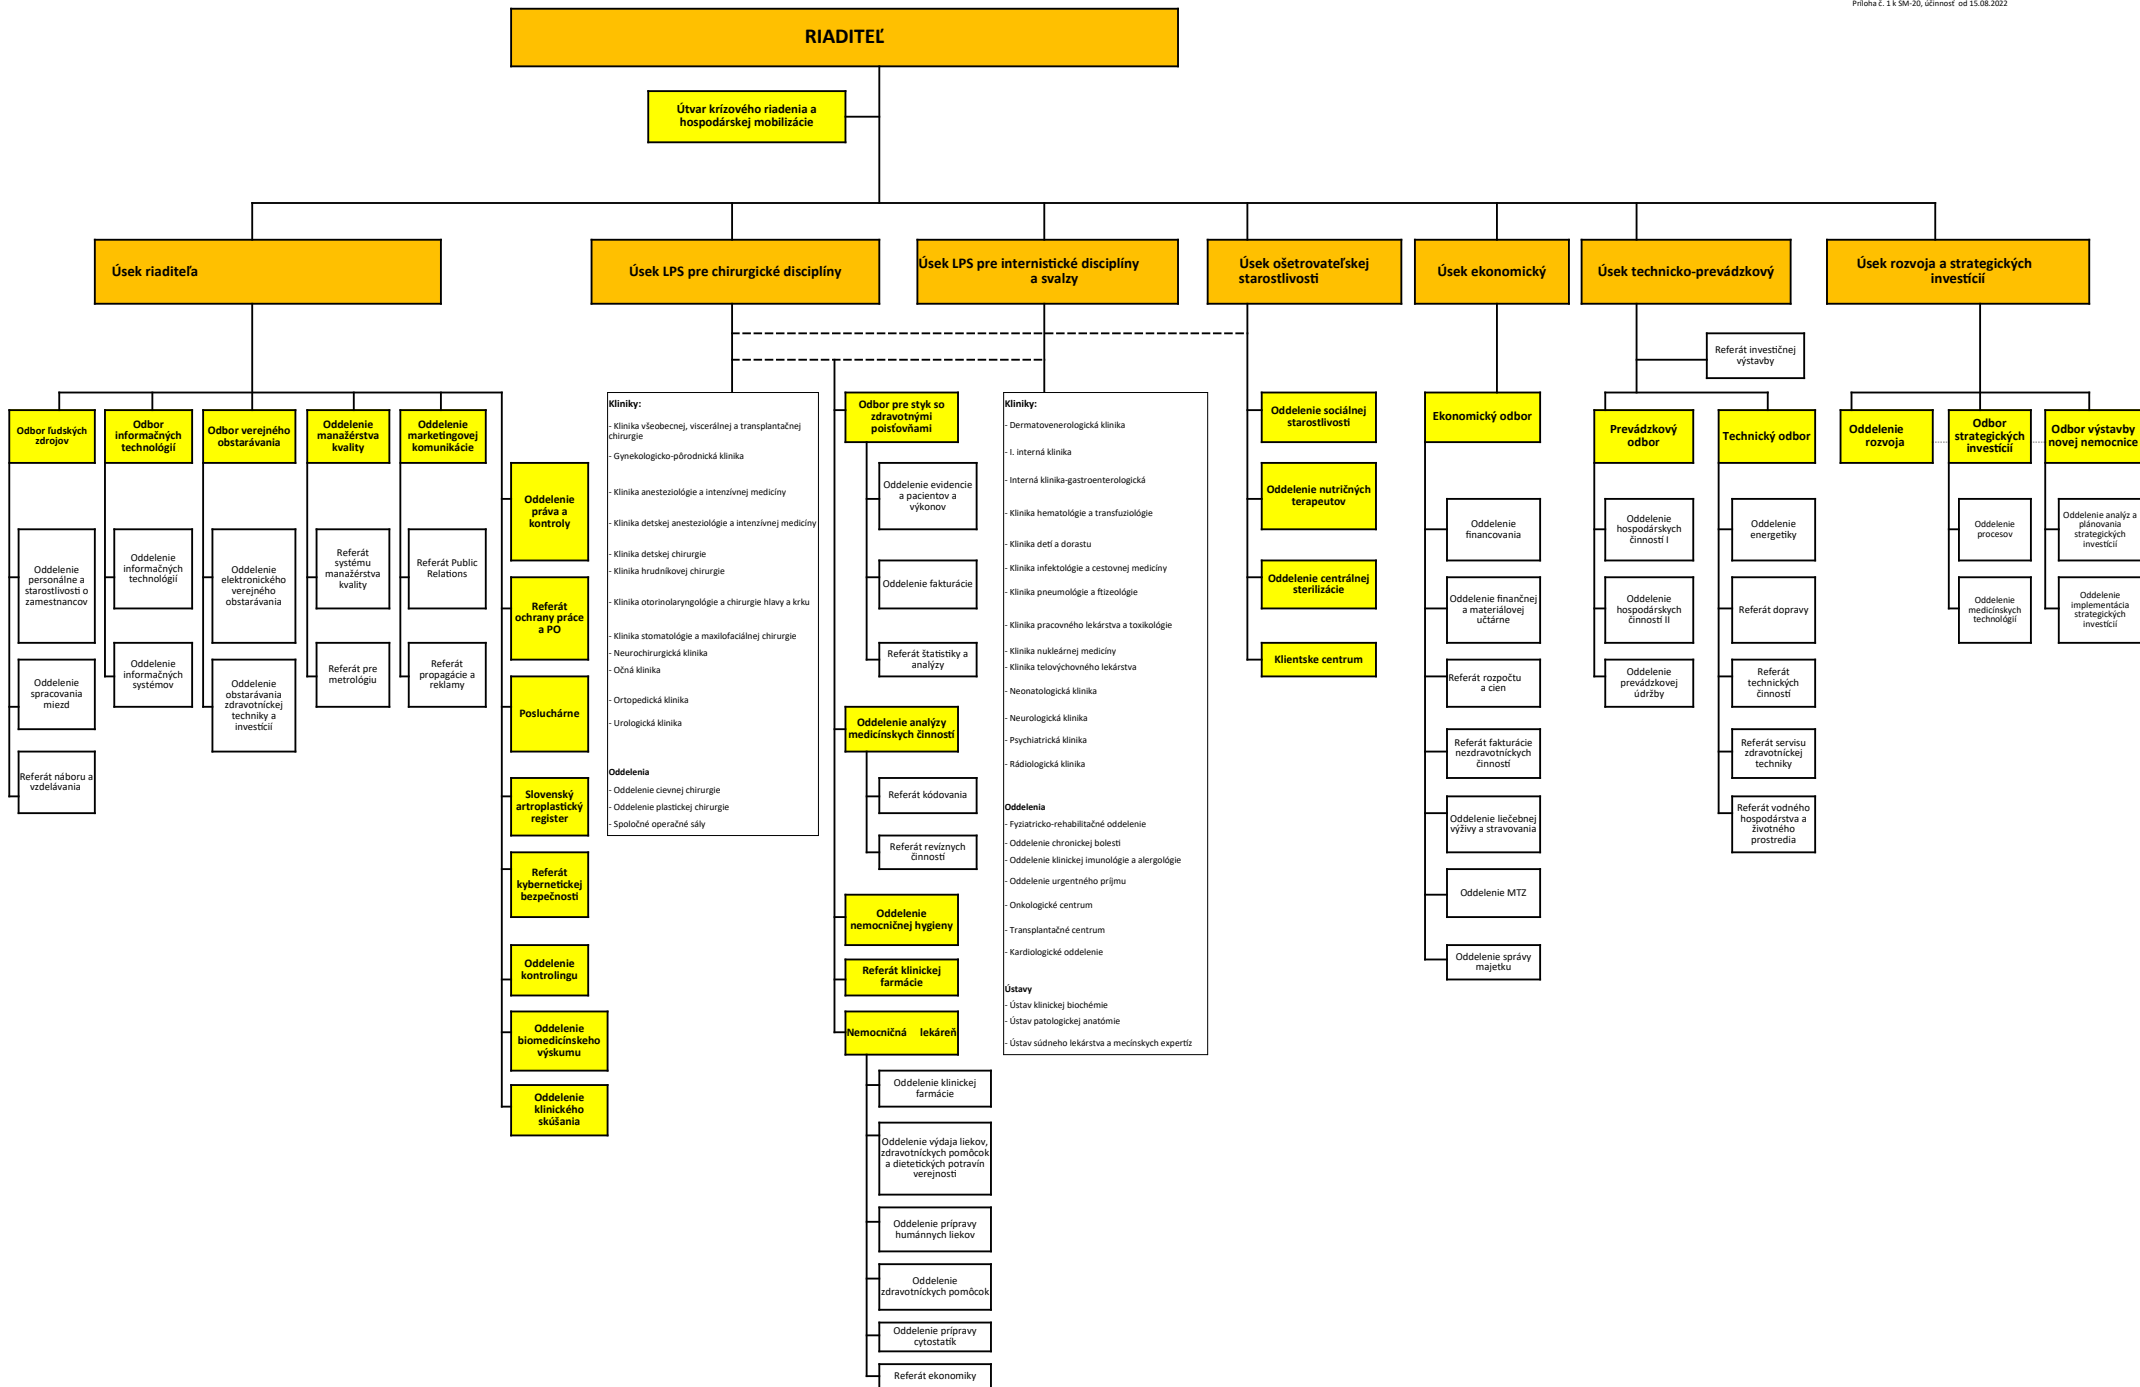 Príloha č. 1 k SM-20, účinnosť od 15.08.2022
RIADITEĽ
Útvar krízového riadenia a
hospodárskej mobilizácie
Úsek riaditeľa
Úsek LPS pre chirurgické disciplíny
Úsek LPS pre internistické disciplíny
a svalzy
Úsek ošetrovateľskej
starostlivosti
Úsek ekonomický
Úsek technicko-prevádzkový
Úsek rozvoja a strategických
investícií
Referát investičnej
výstavby
Odbor ľudských
zdrojov
Oddelenie
personálne a
starostlivosti o
zamestnancov
Oddelenie
spracovania
miezd
Referát náboru a
vzdelávania
Odbor
informačných
technológií
Oddelenie
informačných
technológií
Oddelenie
informačných
systémov
Odbor verejného
obstarávania
Oddelenie
elektronického
verejného
obstarávania
Oddelenie
obstarávania
zdravotníckej
techniky a
investícií
Oddelenie
manažérstva
kvality
Referát
systému
manažérstva
kvality
Referát pre
metrológiu
Oddelenie
marketingovej
komunikácie
Referát Public
Relations
Referát
propagácie a
reklamy
Oddelenie
práva a
kontroly
Referát
ochrany práce
a PO
Poslucháreň
Slovenský
artroplastický
register
Referát
kybernetickej
bezpečnosti
Oddelenie
kontrolingu
Oddelenie
biomedicínskeho
výskumu
Oddelenie
klinického
skúšania
Kliniky:
- Klinika všeobecnej, viscerálnej a transplantačnej
chirurgie
- Gynekologicko-pôrodnická klinika
- Klinika anesteziológie a intenzívnej medicíny
- Klinika detskej anesteziológie a intenzívnej medicíny
- Klinika detskej chirurgie
- Klinika hrudníkovej chirurgie
- Klinika otorinolaryngológie a chirurgie hlavy a krku
- Klinika stomatológie a maxilofaciálnej chirurgie
- Neurochirurgická klinika
- Očná klinika
- Ortopedická klinika
- Urologická klinika
Oddelenia
- Oddelenie cievnej chirurgie
- Oddelenie plastickej chirurgie
- Spoločné operačné sály
Odbor pre styk so
zdravotnými
poisťovňami
Oddelenie evidencie
a pacientov a
výkonov
Oddelenie fakturácie
Referát štatistiky a
analýzy
Oddelenie analýzy
medicínskych činností
Referát kódovania
Referát revíznych
činností
Oddelenie
nemocničnej hygieny
Referát klinickej
farmácie
Nemocničná lekáreň
Oddelenie klinickej
farmácie
Oddelenie výdaja liekov,
zdravotníckych pomôcok
a dietetických potravín
verejnosti
Oddelenie prípravy
humánnych liekov
Oddelenie
zdravotníckych pomôcok
Oddelenie prípravy
cytostatík
Referát ekonomiky
Kliniky:
- Dermatovenerologická klinika
- I. interná klinika
- Interná klinika-gastroenterologická
- Klinika hematológie a transfuziológie
- Klinika detí a dorastu
- Klinika infektológie a cestovnej medicíny
- Klinika pneumológie a ftizeológie
- Klinika pracovného lekárstva a toxikológie
- Klinika nukleárnej medicíny
- Klinika telovýchovného lekárstva
- Neonatologická klinika
- Neurologická klinika
- Psychiatrická klinika
- Rádiologická klinika
Oddelenia
- Fyziatricko-rehabilitačné oddelenie
- Oddelenie chronickej bolesti
- Oddelenie klinickej imunológie a alergológie
- Oddelenie urgentného príjmu
- Onkologické centrum
- Transplantačné centrum
- Kardiologické oddelenie
Ústavy
- Ústav klinickej biochémie
- Ústav patologickej anatómie
- Ústav súdneho lekárstva a mecínskych expertíz
Oddelenie sociálnej
starostlivosti
Oddelenie nutričných
terapeutov
Oddelenie centrálnej
sterilizácie
Klientske centrum
Ekonomický odbor
Oddelenie
financovania
Oddelenie finančnej
a materiálovej
učtárne
Referát rozpočtu
a cien
Referát fakturácie
nezdravotníckych
činností
Oddelenie liečebnej
výživy a stravovania
Oddelenie MTZ
Oddelenie správy
majetku
Prevádzkový
odbor
Oddelenie
hospodárskych
činností I
Oddelenie
hospodárskych
činností II
Oddelenie
prevádzkovej
údržby
Technický odbor
Oddelenie
energetiky
Referát dopravy
Referát
technických
činností
Referát servisu
zdravotníckej
techniky
Referát vodného
hospodárstva a
životného
prostredia
Oddelenie
rozvoja
Odbor
strategických
investícií
Oddelenie
procesov
Oddelenie
medicínskych
technológií
Odbor výstavby
novej nemocnice
Oddelenie analýz a
plánovania
strategických
investícií
Oddelenie
implementácia
strategických
investícií